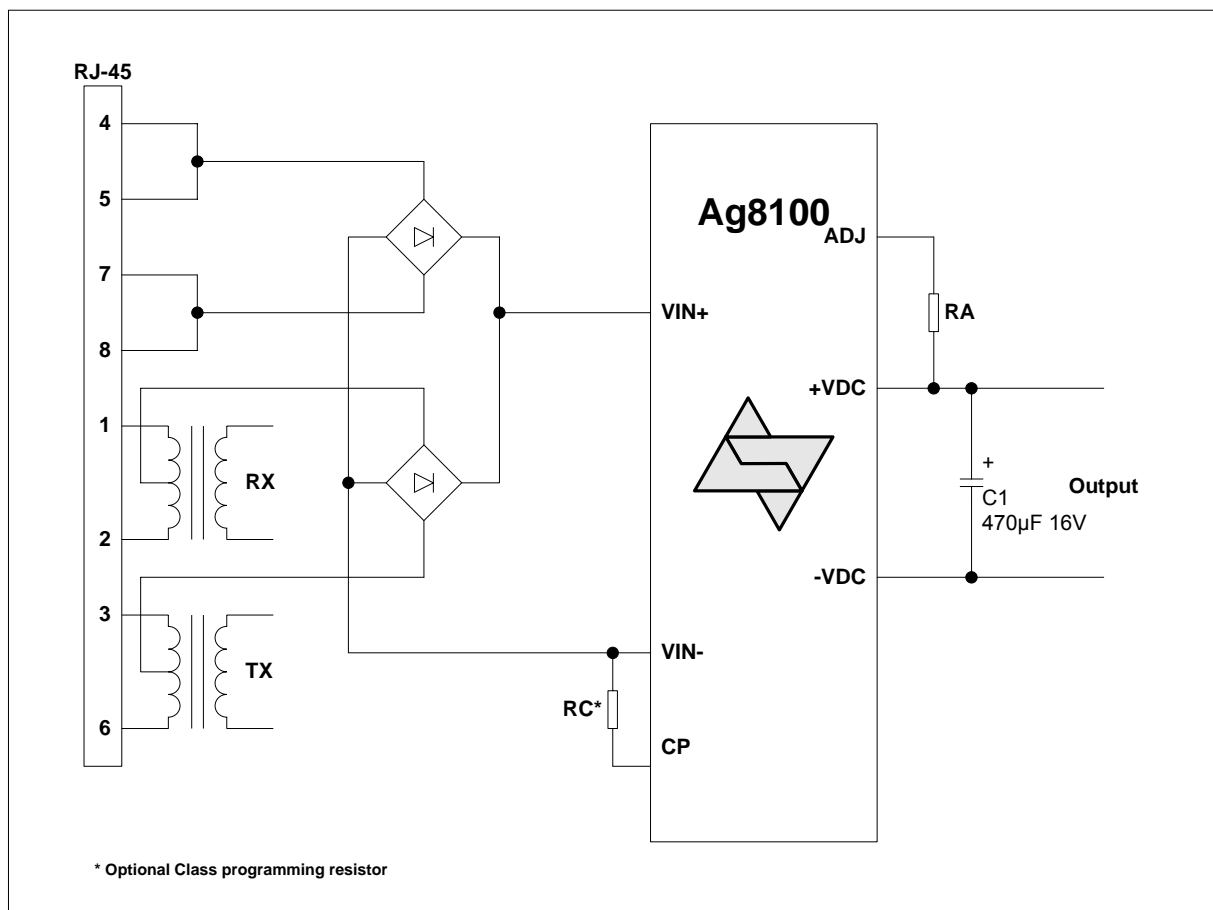 RJ-45
4
5
7
8
1
2
3
6
RX
TX
Ag8100
ADJ
VIN+
RA
+VDC
+
C1
470µF 16V
Output
-VDC
VIN-
RC*
CP
* Optional Class programming resistor